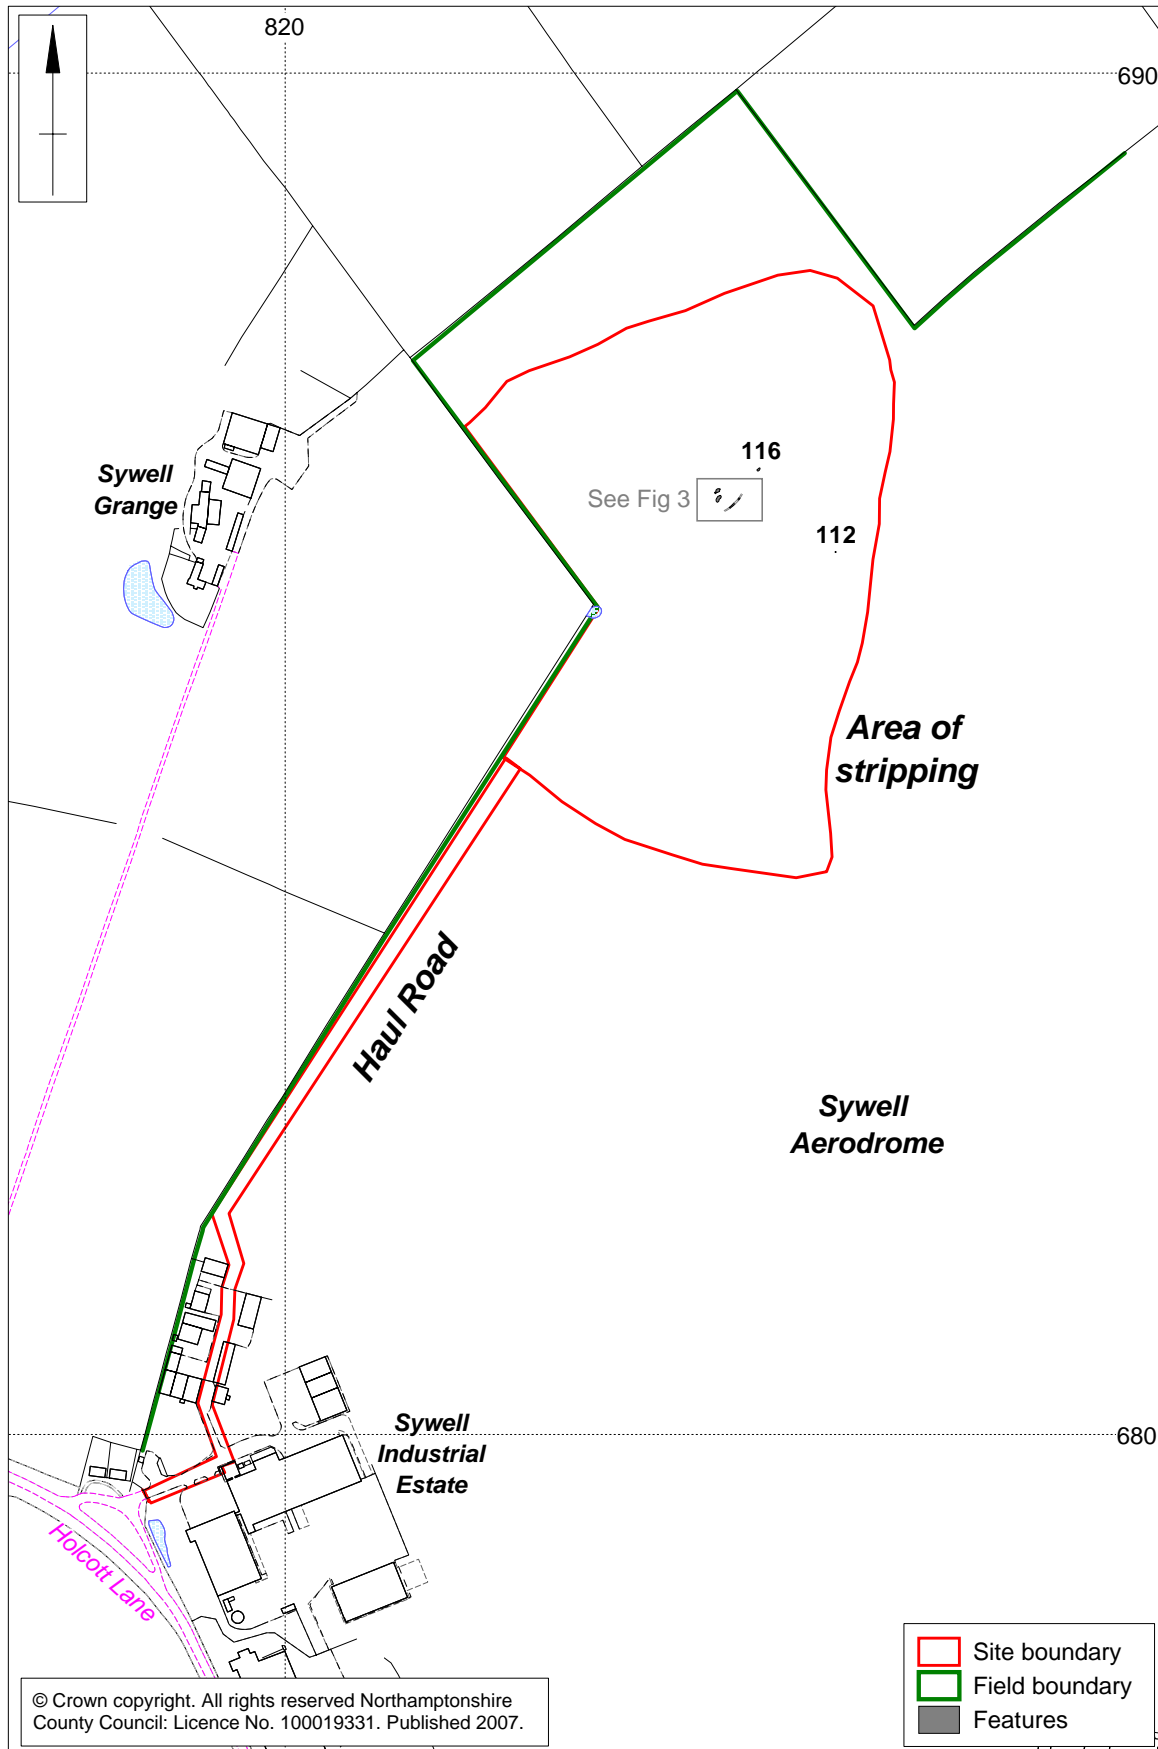 820
690
Sywell
Grange
116
See Fig 3
112
Area of
stripping
Haul Road
Sywell
Aerodrome
Sywell
Industrial
Estate
680
Holcott Lane
Site boundary
Field boundary
Features
© Crown copyright. All rights reserved Northamptonshire
County Council: Licence No. 100019331. Published 2007.